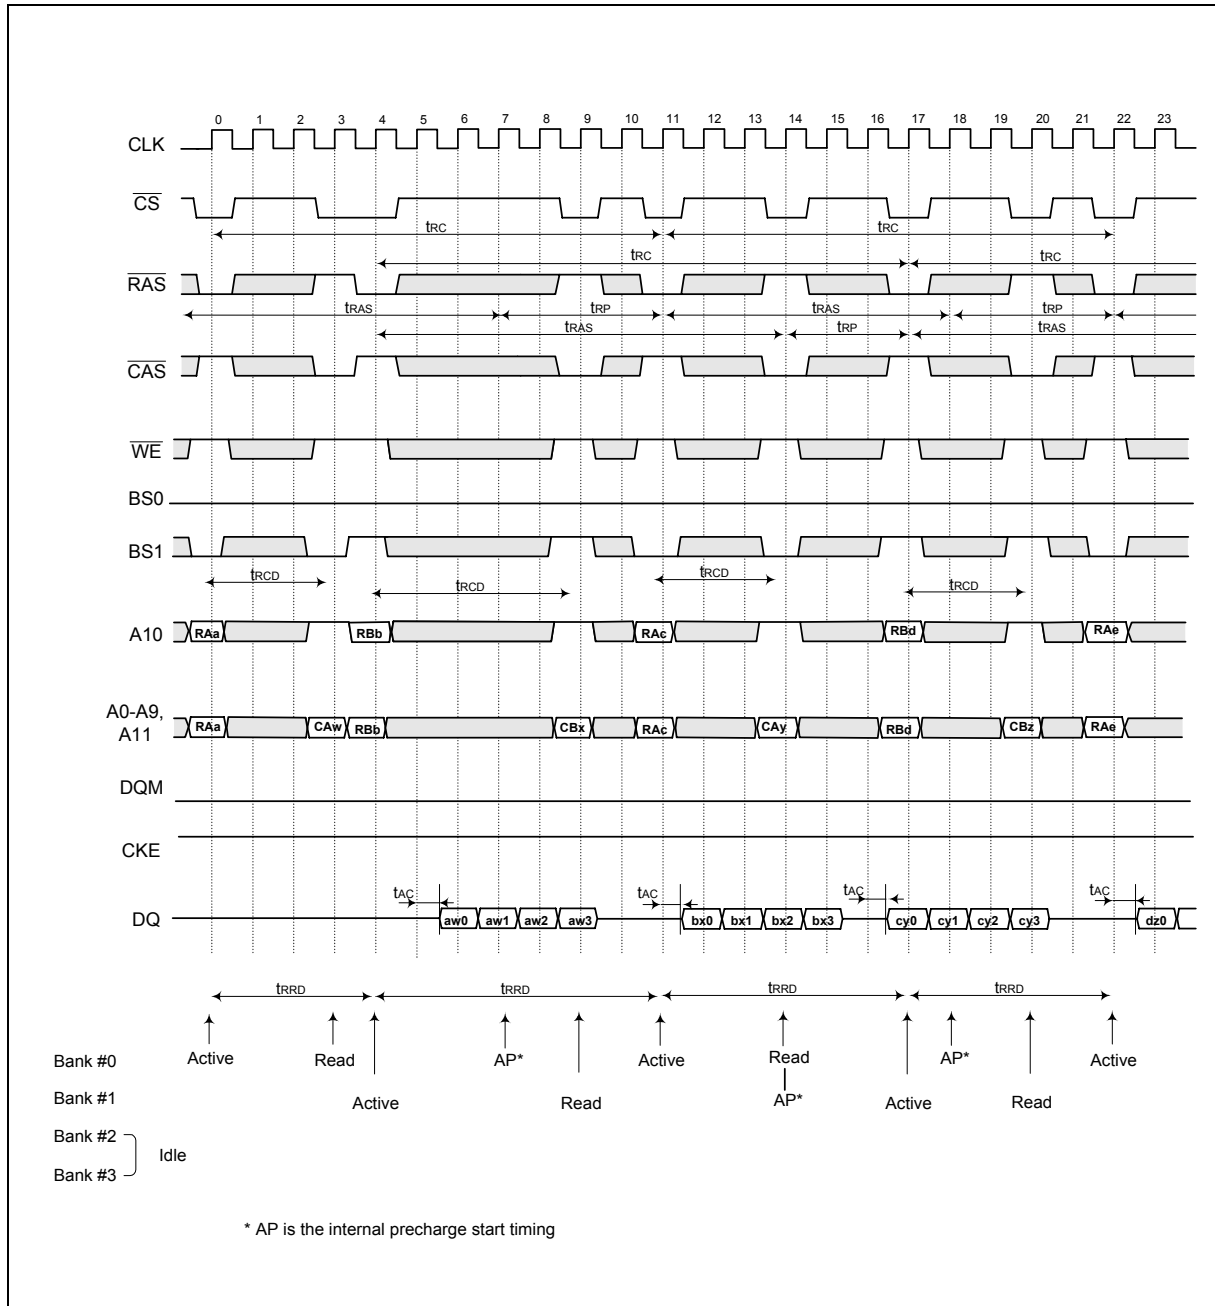 0 1 2 3 4 5 6 7 8 9 10 11 12 13 14 15 16 17 18 19 20 21 22 23
CLK
CS
tRC tRC
tRC tRC
RAS
tRAS tRP tRAS tRP
tRAS tRP tRAS
CAS
WE
BS0
BS1
tRCD tRCD tRCD tRCD
A10 RAa RBb RAc RBd RAe
A0-A9,
A11 RAa CAw RBb CBx RAc CAy RBd CBz RAe
DQM
CKE
tAC tAC tAC tAC
DQ aw0 aw1 aw2 aw3 bx0 bx1 bx2 bx3 cy0 cy1 cy2 cy3 dz0
tRRD tRRD tRRD tRRD
Bank #0 Active Read AP* Active Read AP* Active
Bank #1 Active Read AP* Active Read
Bank #2
Idle
Bank #3
* AP is the internal precharge start timing